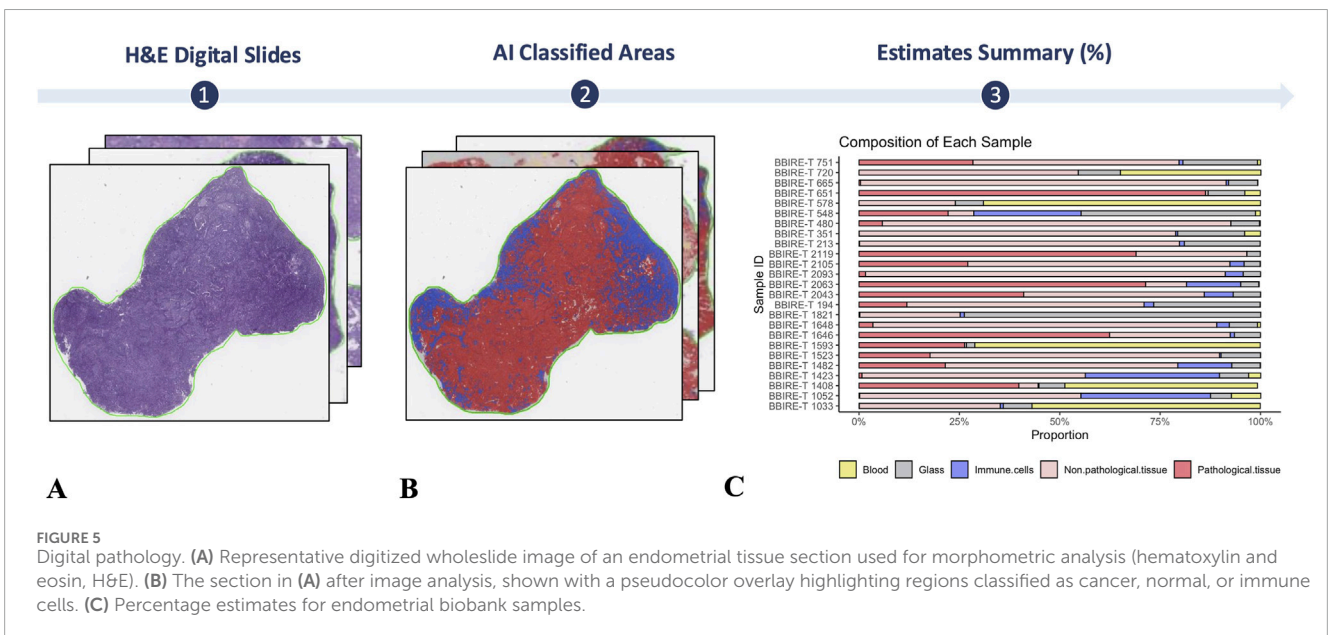 H&E Digital Slides
AI Classified Areas
Estimates Summary (%)
1
2
3
Composition of Each Sample
Sample ID
BBIRE-T 751
BBIRE-T 720
BBIRE-T 665
BBIRE-T 651
BBIRE-T 578
BBIRE-T 548
BBIRE-T 480
BBIRE-T 351
BBIRE-T 213
BBIRE-T 2119
BBIRE-T 2105
BBIRE-T 2093
BBIRE-T 2063
BBIRE-T 2043
BBIRE-T 194
BBIRE-T 1821
BBIRE-T 1648
BBIRE-T 1646
BBIRE-T 1593
BBIRE-T 1523
BBIRE-T 1482
BBIRE-T 1423
BBIRE-T 1408
BBIRE-T 1052
BBIRE-T 1033
0% 25% 50% 75% 100%
Proportion
Blood Glass Immune.cells Non.pathological.tissue Pathological.tissue
A
B
C
FIGURE 5
Digital pathology. (A) Representative digitized wholeslide image of an endometrial tissue section used for morphometric analysis (hematoxylin and
eosin, H&E). (B) The section in (A) after image analysis, shown with a pseudocolor overlay highlighting regions classified as cancer, normal, or immune
cells. (C) Percentage estimates for endometrial biobank samples.